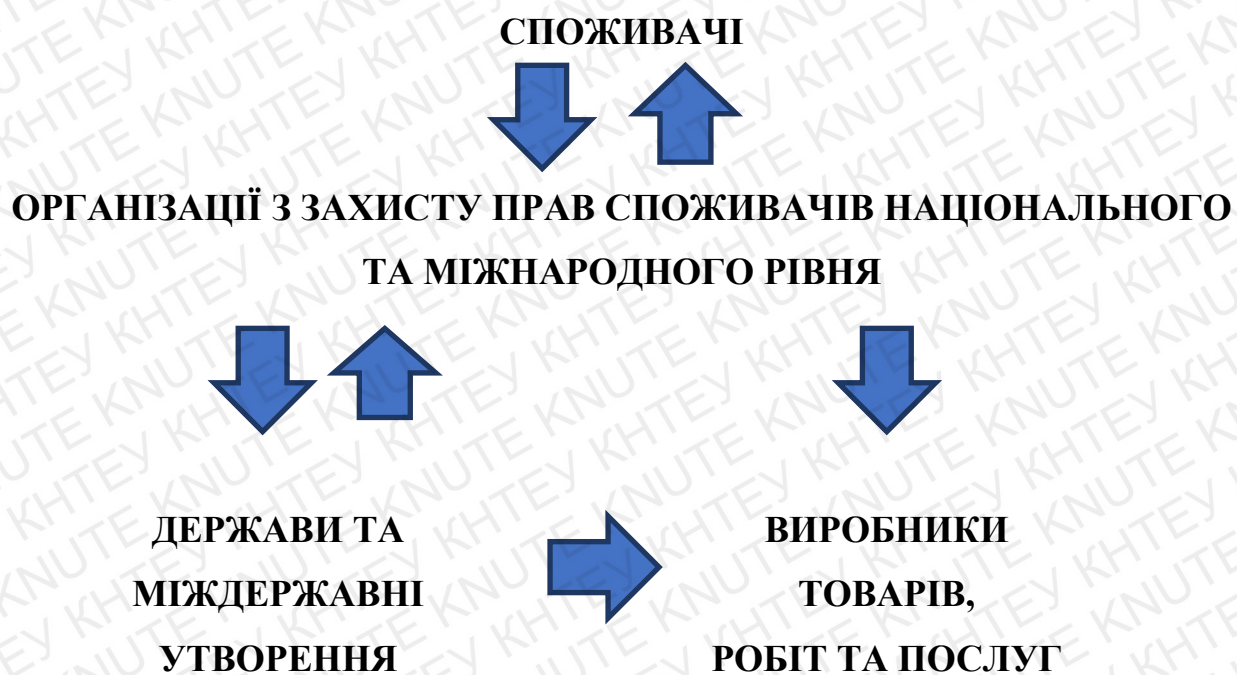 СПОЖИВАЧІ
ОРГАНІЗАЦІЇ З ЗАХИСТУ ПРАВ СПОЖИВАЧІВ НАЦІОНАЛЬНОГО
ТА МІЖНАРОДНОГО РІВНЯ
ДЕРЖАВИ ТА
МІЖДЕРЖАВНІ
УТВОРЕННЯ
ВИРОБНИКИ
ТОВАРІВ,
РОБІТ ТА ПОСЛУГ